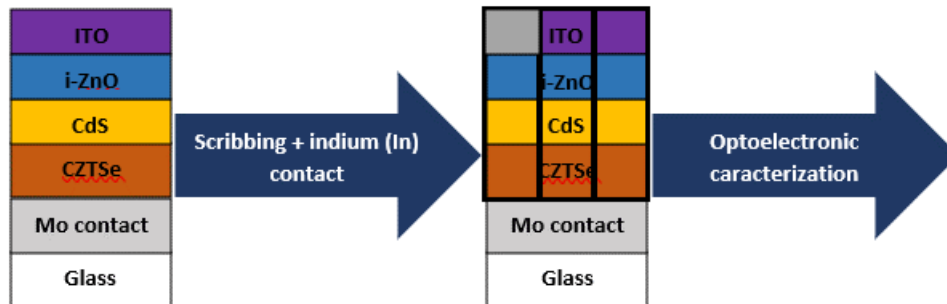 ITO
i-ZnO
CdS
CZTSe
Mo contact
Glass
Scribbing + indium (In)
contact
ITO
i-ZnO
CdS
CZTSe
Mo contact
Glass
Optoelectronic
caracterization